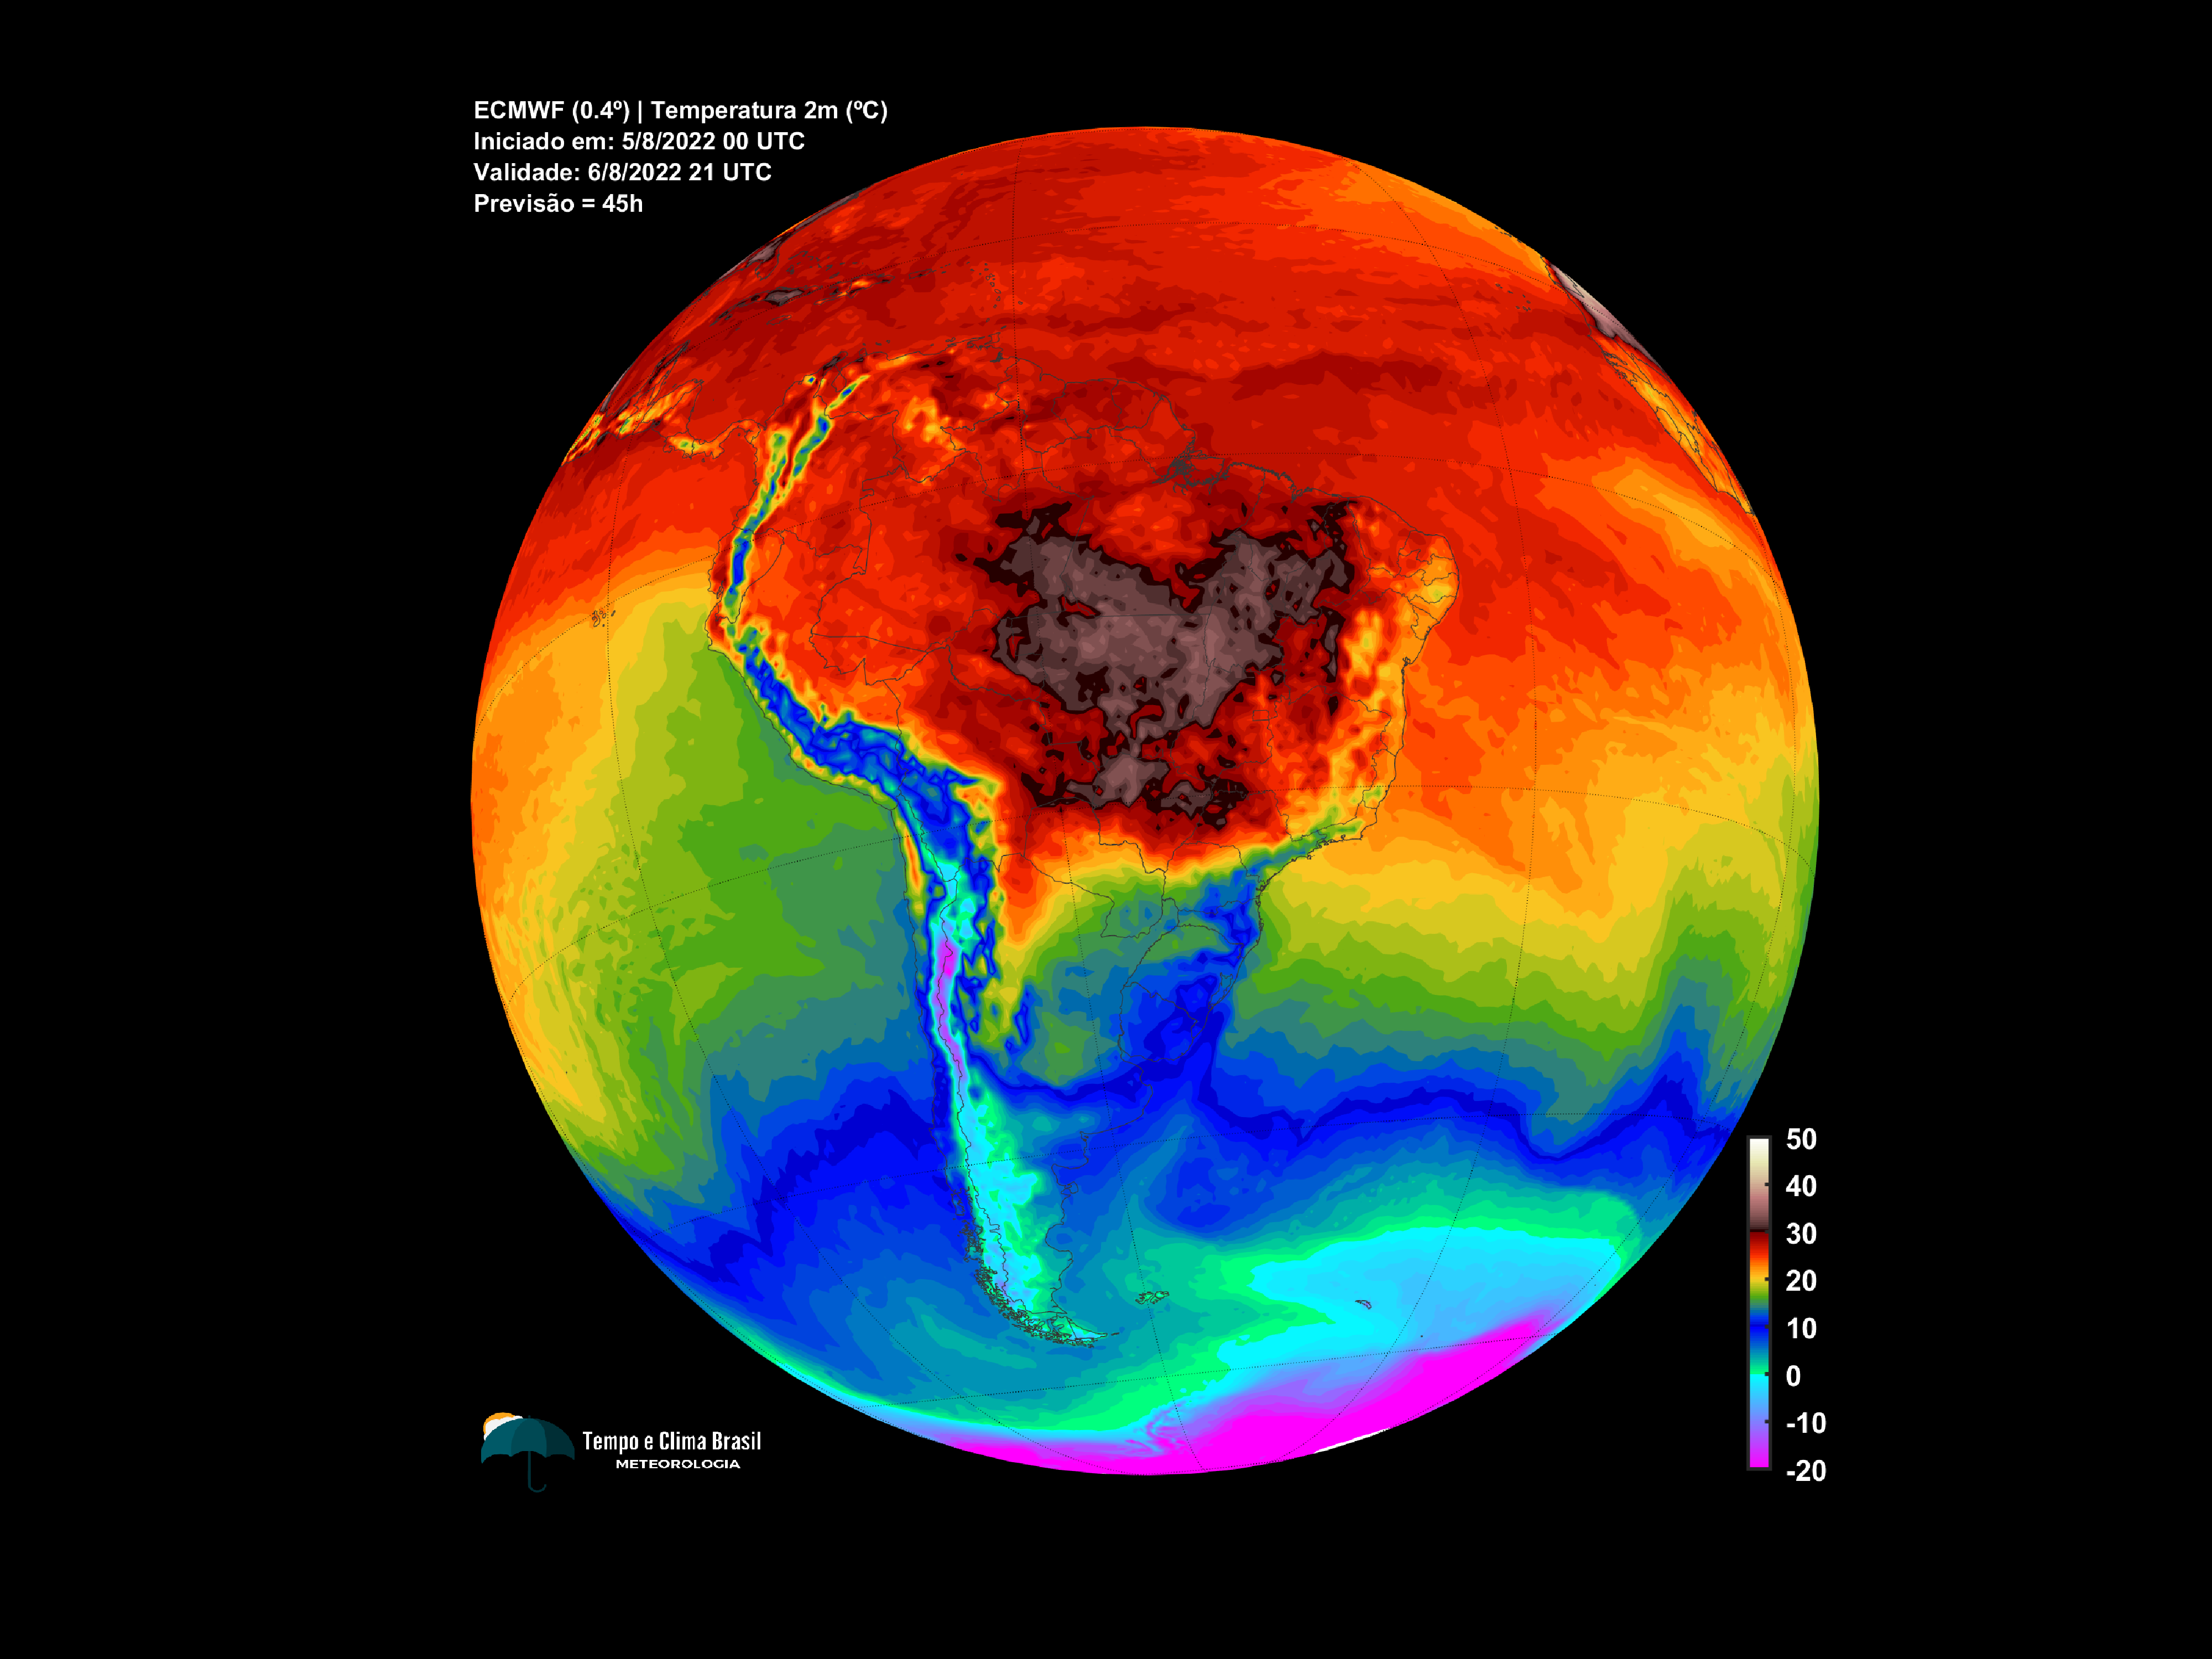 ECMWF (0.4º) | Temperatura 2m (ºC)
Iniciado em: 5/8/2022 00 UTC
Validade: 6/8/2022 21 UTC
Previsão = 45h
50
40
30
20
10
0
-10
-20
Tempo e Clima Brasil
METEOROLOGIA